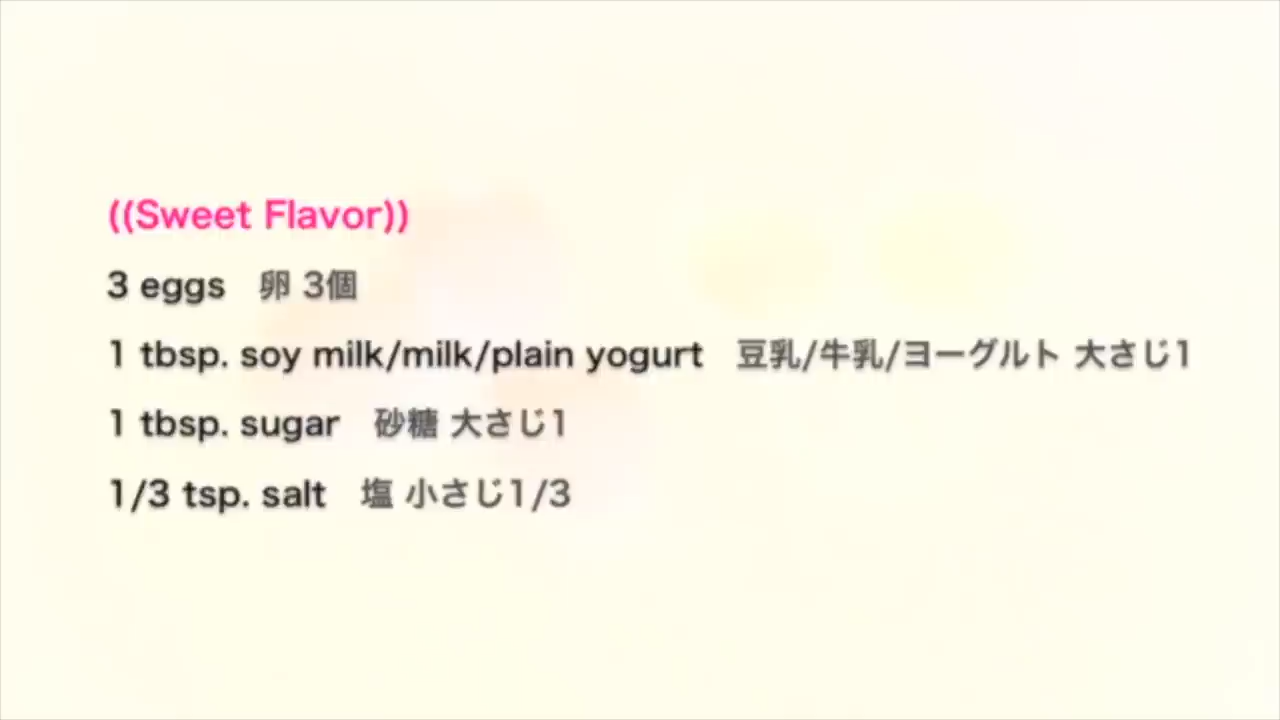 ((Sweet Flavor))
3 eggs 卵 3個
1 tbsp. soy milk/milk/plain yogurt 豆乳/牛乳/ヨーグルト 大さじ1
1 tbsp. sugar 砂糖 大さじ1
1/3 tsp. salt 塩 小さじ1/3